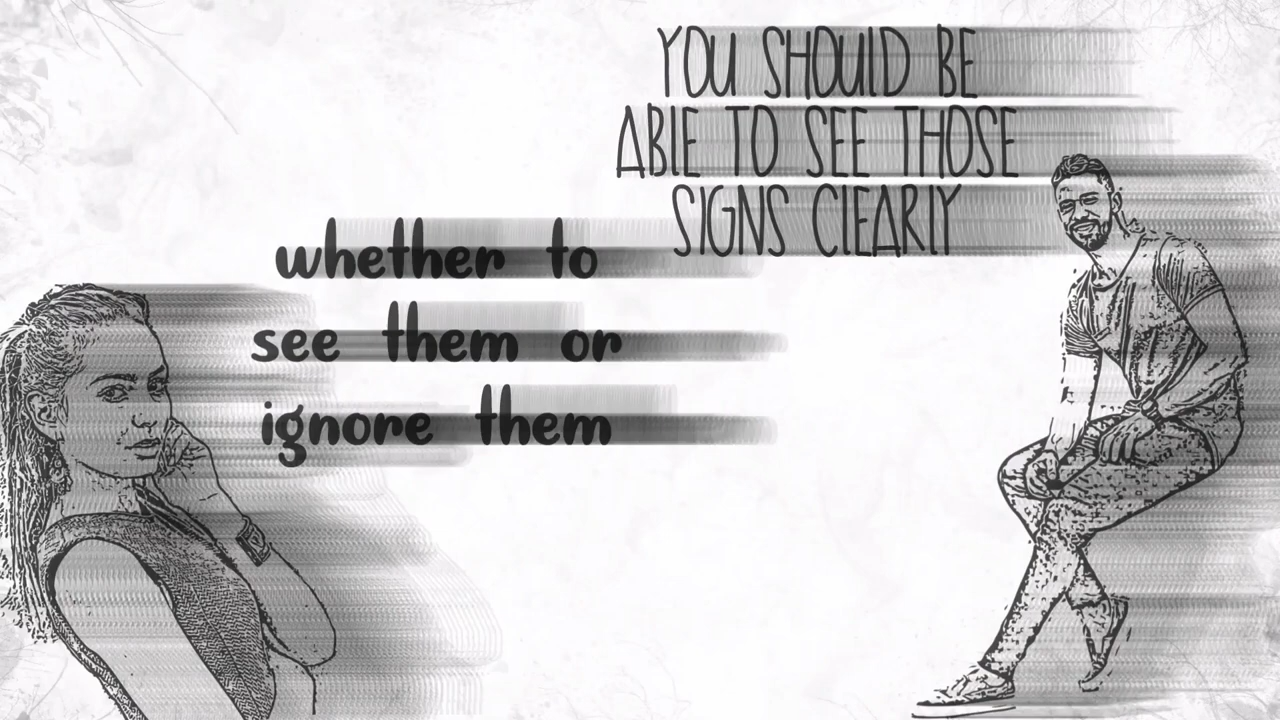 YOU SHOULD BE
ABLE TO SEE THOSE
SIGNS CLEARLY
whether to
see them or
ignore them